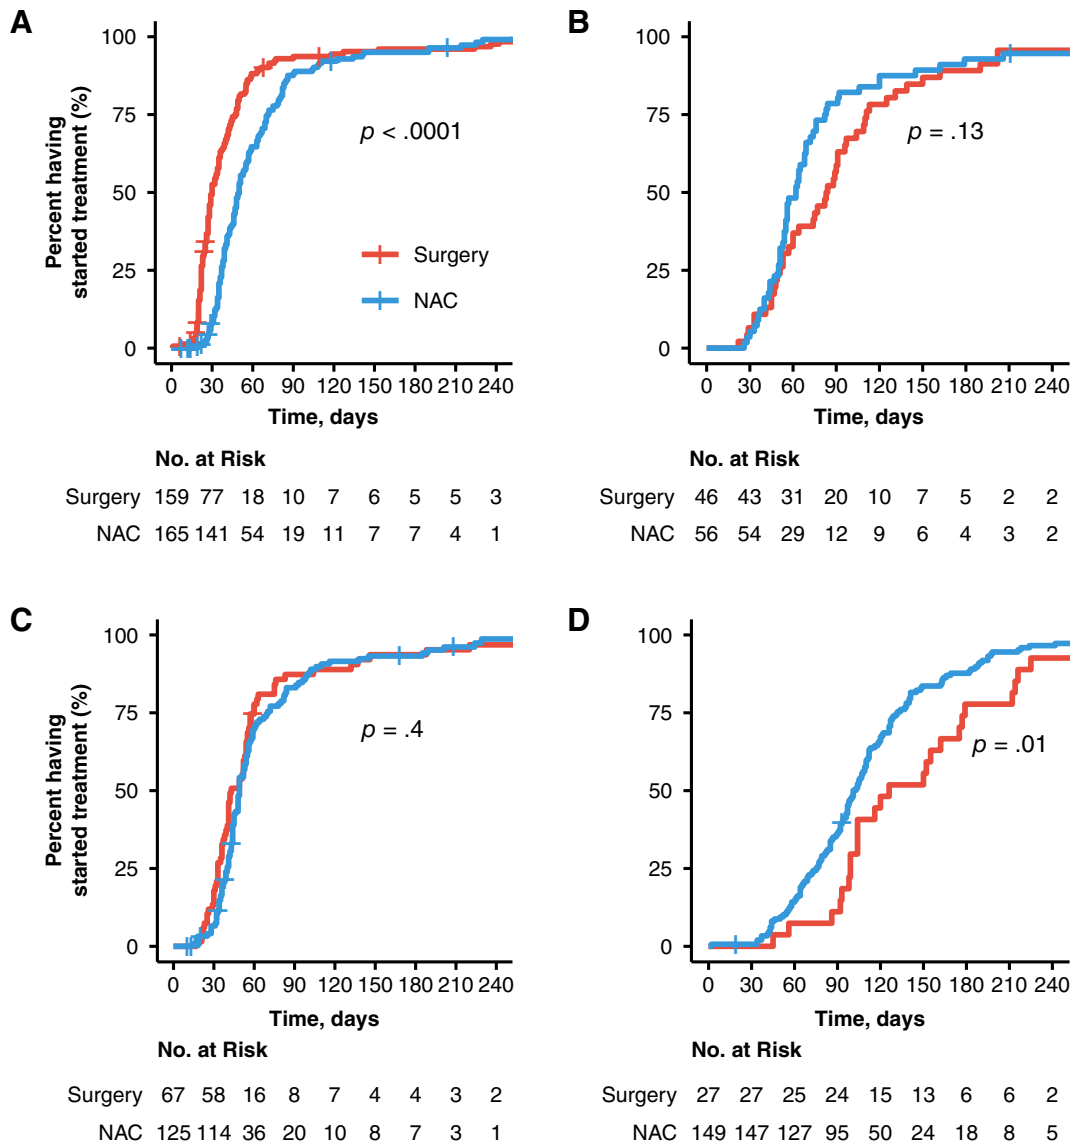 A
Percent having
started treatment (%)
100
75
50
25
0
p < .0001
Surgery
NAC
0 30 60 90 120 150 180 210 240
Time, days
No. at Risk
Surgery 159 77 18 10 7 6 5 5 3
NAC 165 141 54 19 11 7 7 4 1
B
100
75
50
25
0
p = .13
0 30 60 90 120 150 180 210 240
Time, days
No. at Risk
Surgery 46 43 31 20 10 7 5 2 2
NAC 56 54 29 12 9 6 4 3 2
C
Percent having
started treatment (%)
100
75
50
25
0
p = .4
0 30 60 90 120 150 180 210 240
Time, days
No. at Risk
Surgery 67 58 16 8 7 4 4 3 2
NAC 125 114 36 20 10 8 7 3 1
D
100
75
50
25
0
p = .01
0 30 60 90 120 150 180 210 240
Time, days
No. at Risk
Surgery 27 27 25 24 15 13 6 6 2
NAC 149 147 127 95 50 24 18 8 5